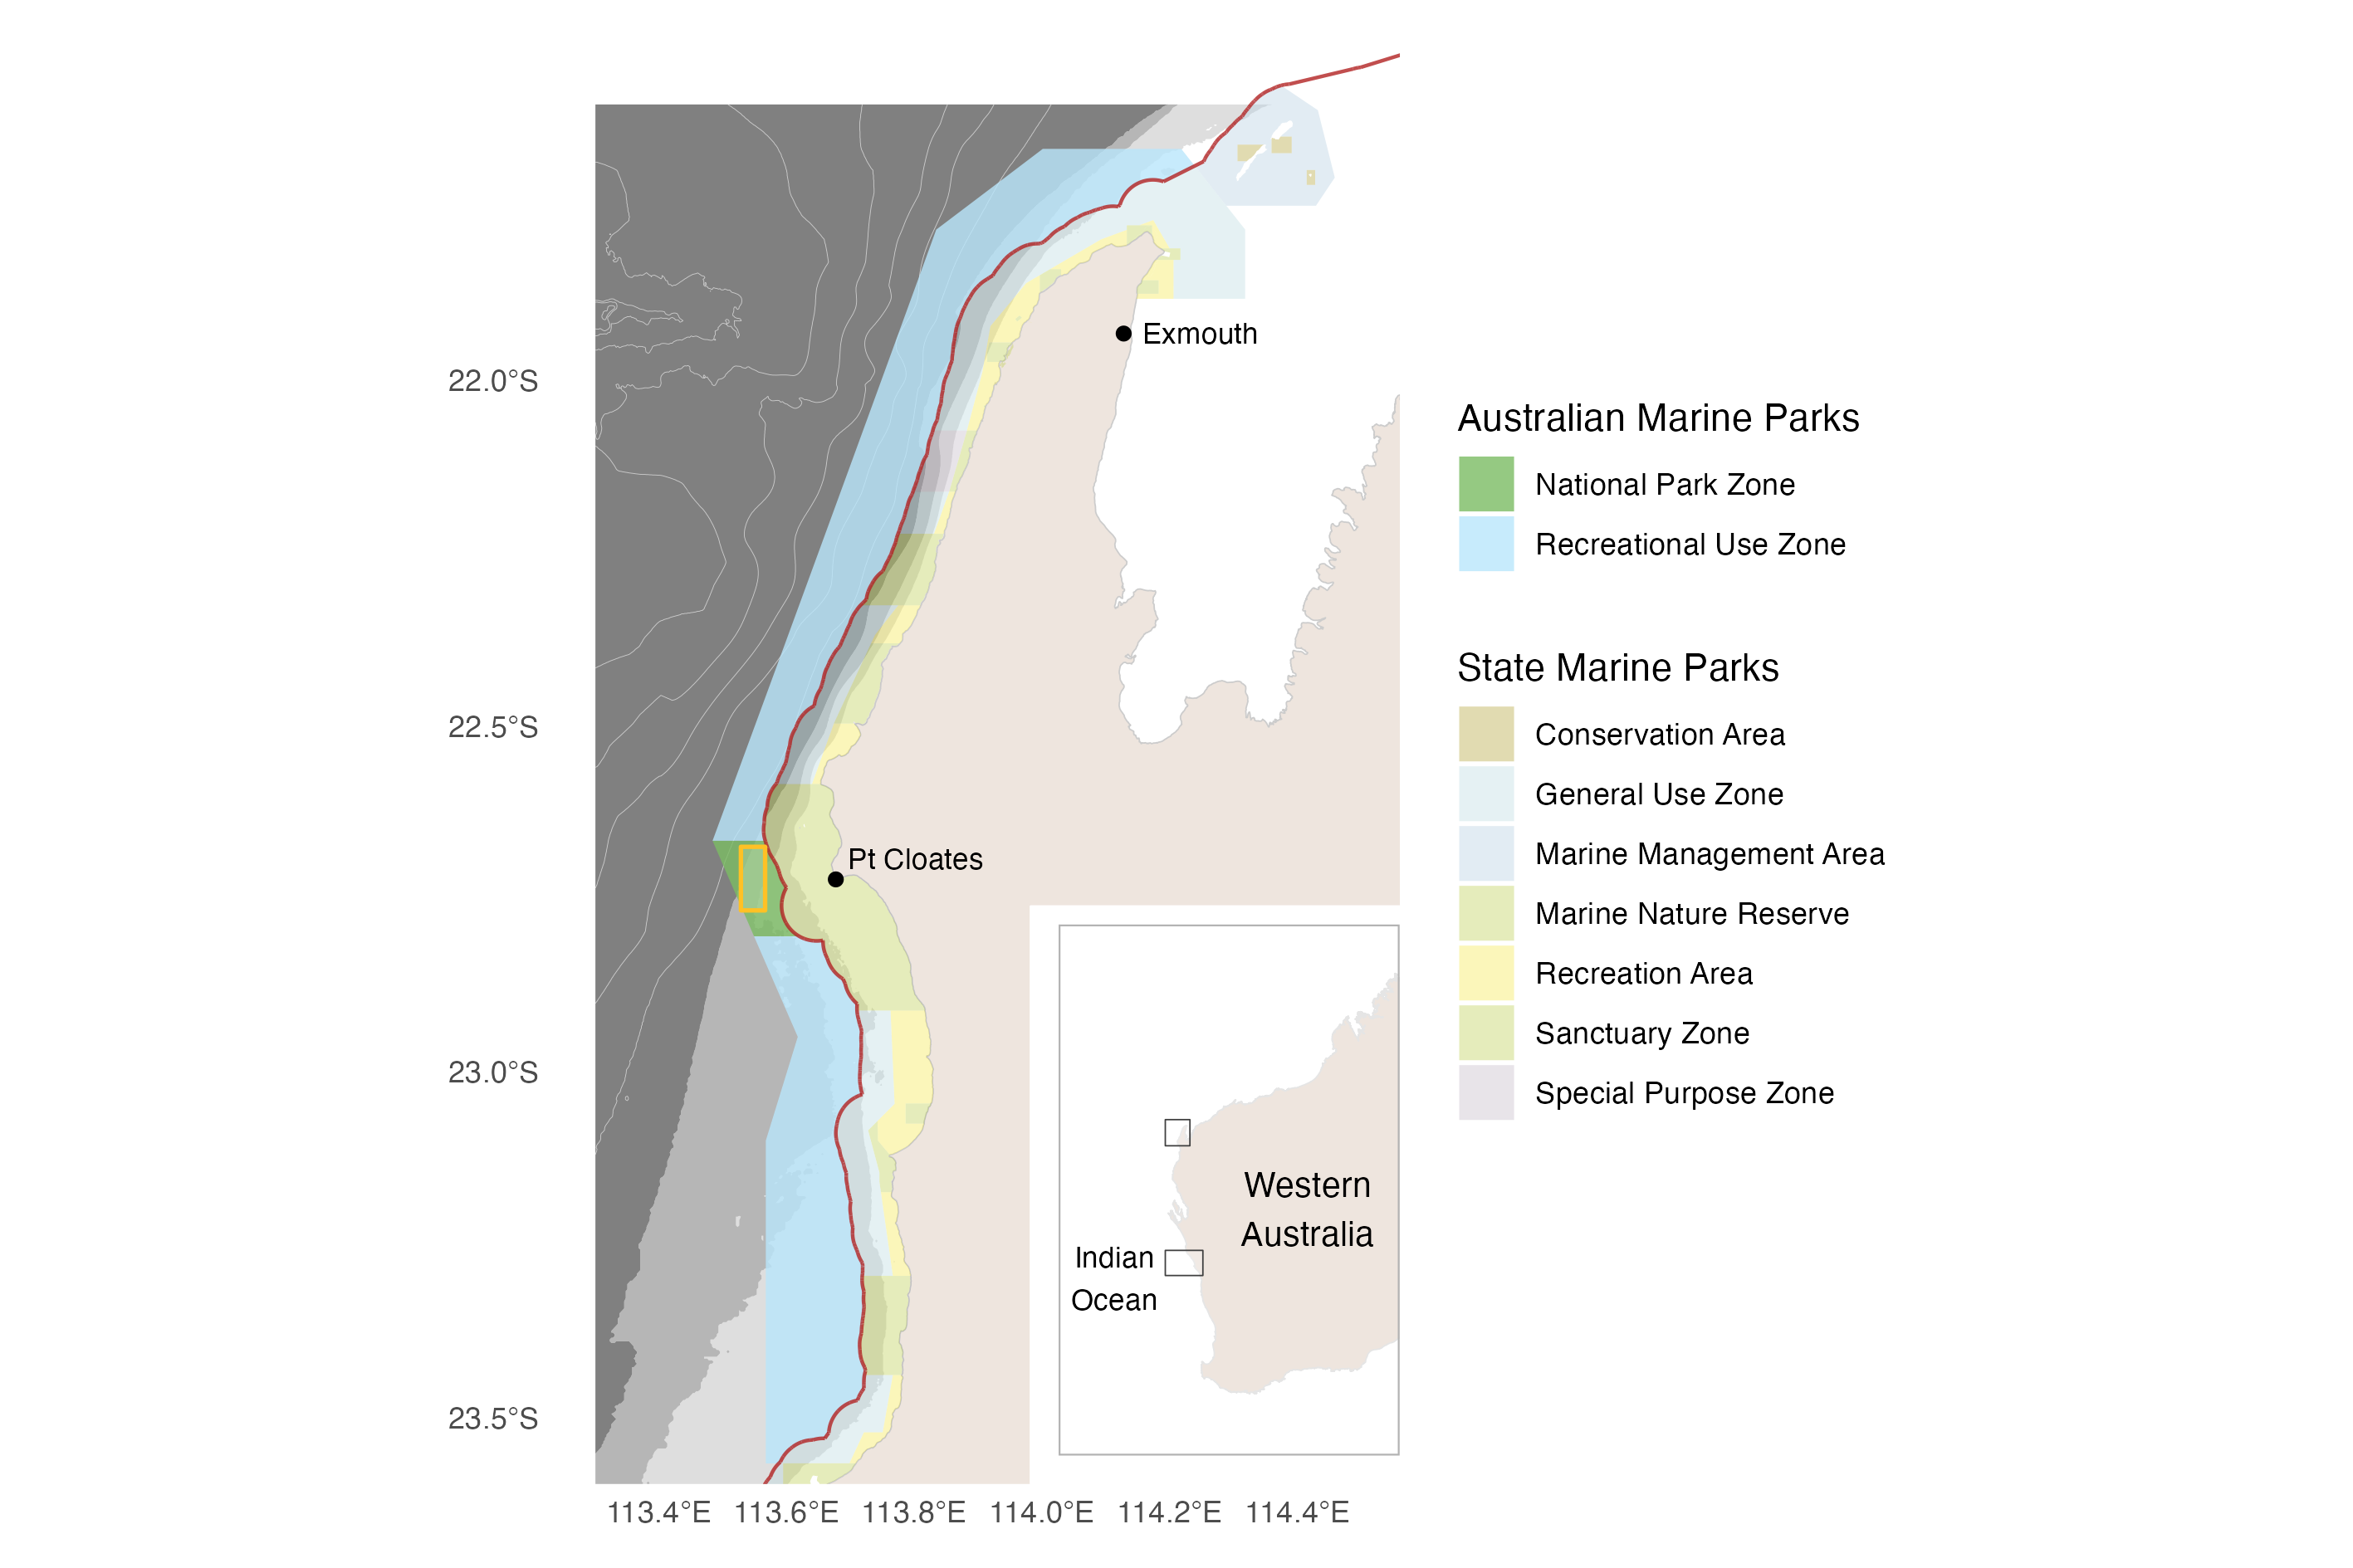 Exmouth
22.0°S
Australian Marine Parks
National Park Zone
Recreational Use Zone
State Marine Parks
22.5°S
Conservation Area
General Use Zone
Pt Cloates
Marine Management Area
Marine Nature Reserve
Recreation Area
Sanctuary Zone
23.0°S
Special Purpose Zone
Western
Australia
Indian
Ocean
23.5°S
113.4°E 113.6°E 113.8°E 114.0°E 114.2°E 114.4°E